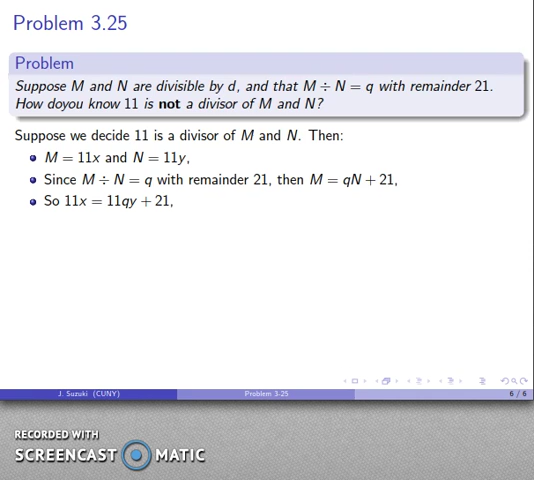 Problem 3.25
Problem
Suppose M and N are divisible by d, and that M ÷ N = q with remainder 21.
How doyou know 11 is not a divisor of M and N?
Suppose we decide 11 is a divisor of M and N. Then:
M = 11x and N = 11y,
Since M ÷ N = q with remainder 21, then M = qN + 21,
So 11x = 11qy + 21,
J. Suzuki (CUNY)
Problem 3-25
6 / 6
RECORDED WITH
SCREENCAST MATIC